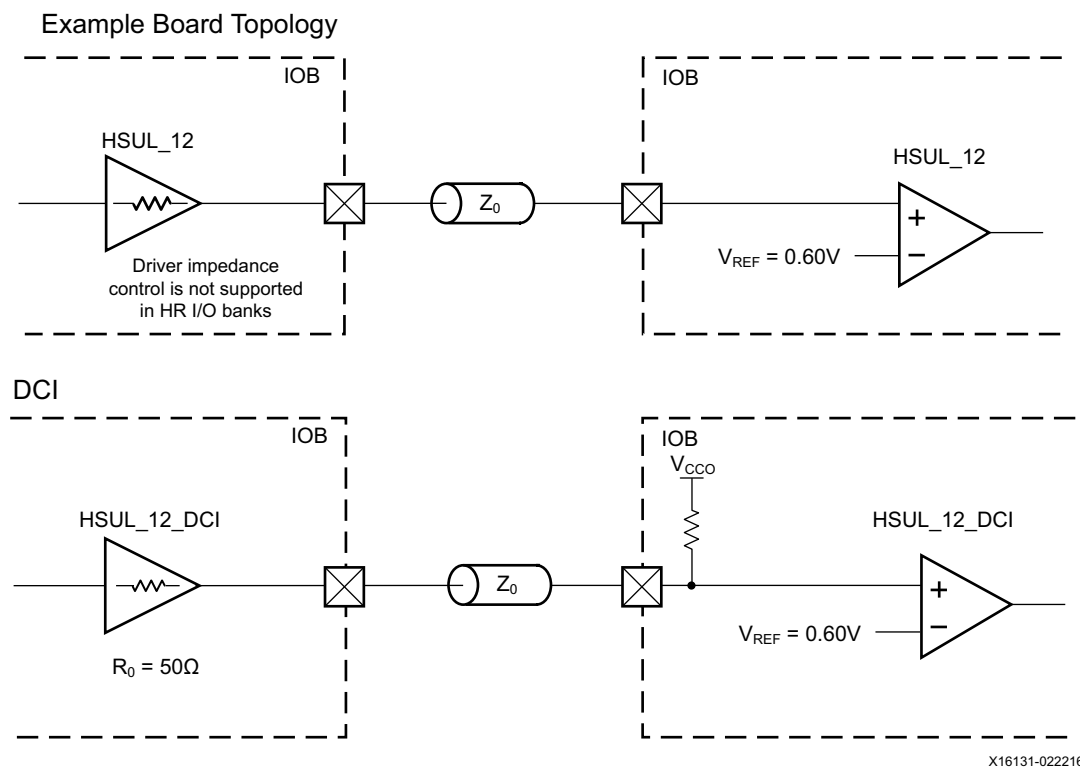 Example Board Topology
IOB
IOB
HSUL_12
HSUL_12
Z0
+
VREF = 0.60V
−
Driver impedance
control is not supported
in HR I/O banks
DCI
IOB
IOB
VCCO
HSUL_12_DCI
HSUL_12_DCI
Z0
+
VREF = 0.60V
−
R0 = 50Ω
X16131-022216